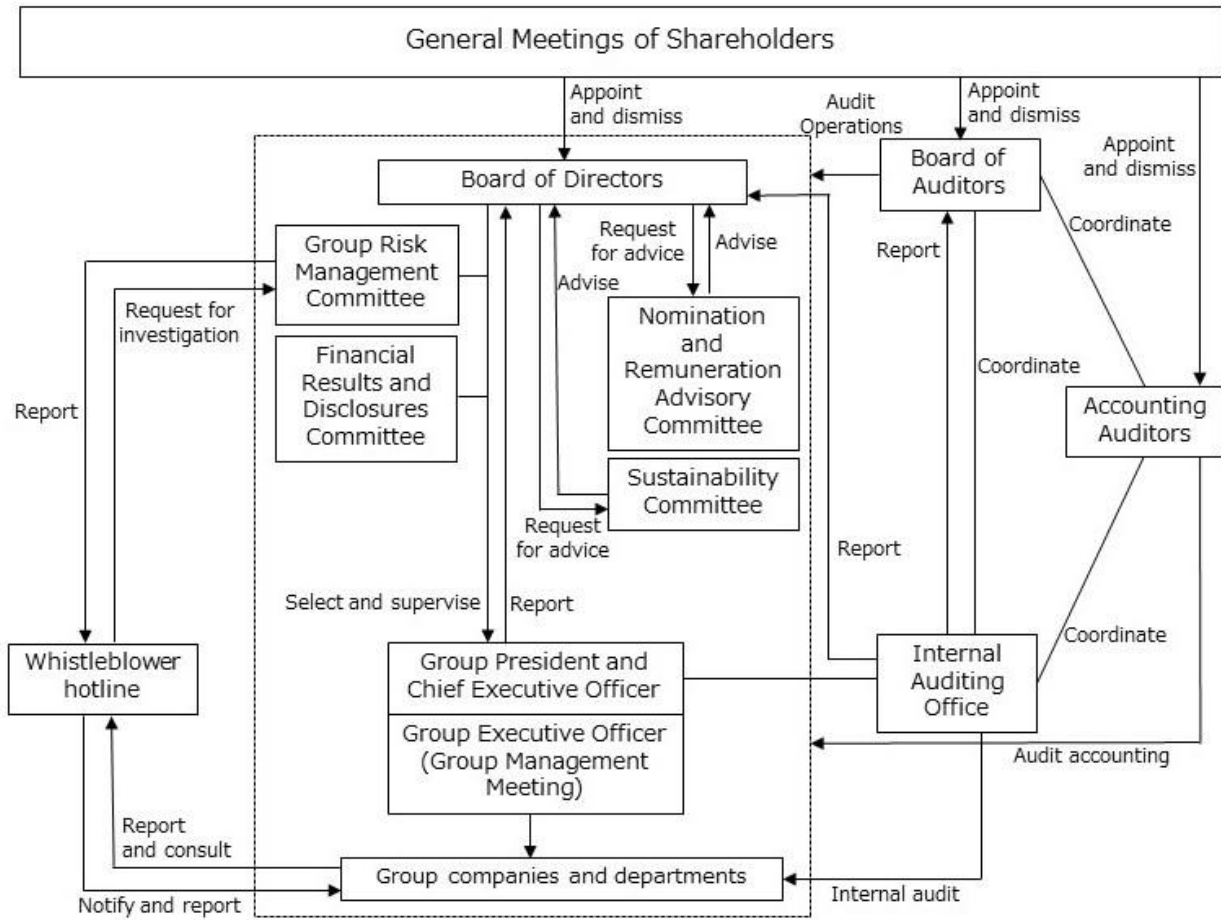 General Meetings of Shareholders
Appoint
and dismiss
Audit
Operations
Appoint
and dismiss
Appoint
and dismiss
Board of Directors
Board of
Auditors
Coordinate
Group Risk
Management
Committee
Request
for advice
Advise
Advise
Report
Request for
investigation
Nomination
and
Remuneration
Advisory
Committee
Financial
Results and
Disclosures
Committee
Coordinate
Report
Accounting
Auditors
Sustainability
Committee
Request
for advice
Report
Select and supervise
Report
Coordinate
Whistleblower
hotline
Group President and
Chief Executive Officer
Internal
Auditing
Office
Group Executive Officer
(Group Management
Meeting)
Audit accounting
Report
and consult
Group companies and departments
Notify and report
Internal audit